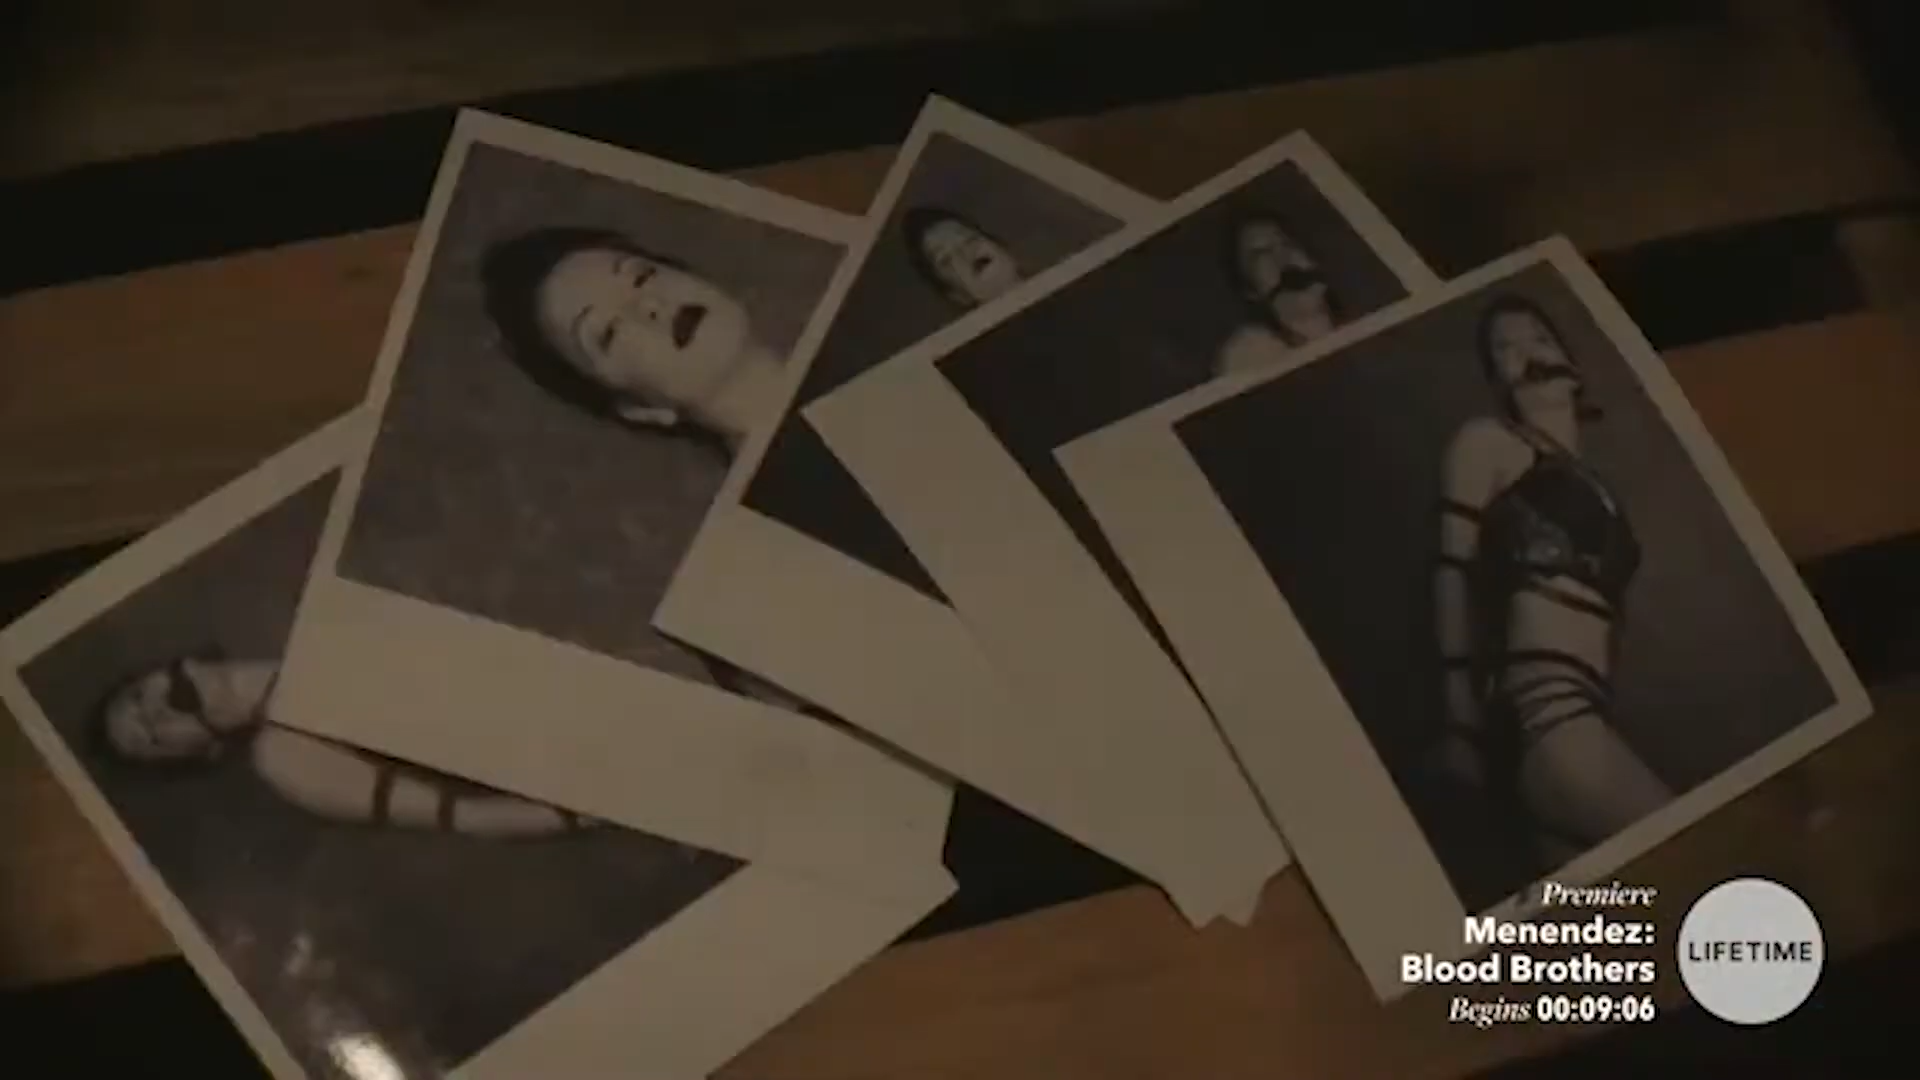 Premiere
Menendez:
Blood Brothers
Begins 00:09:06
LIFETIME